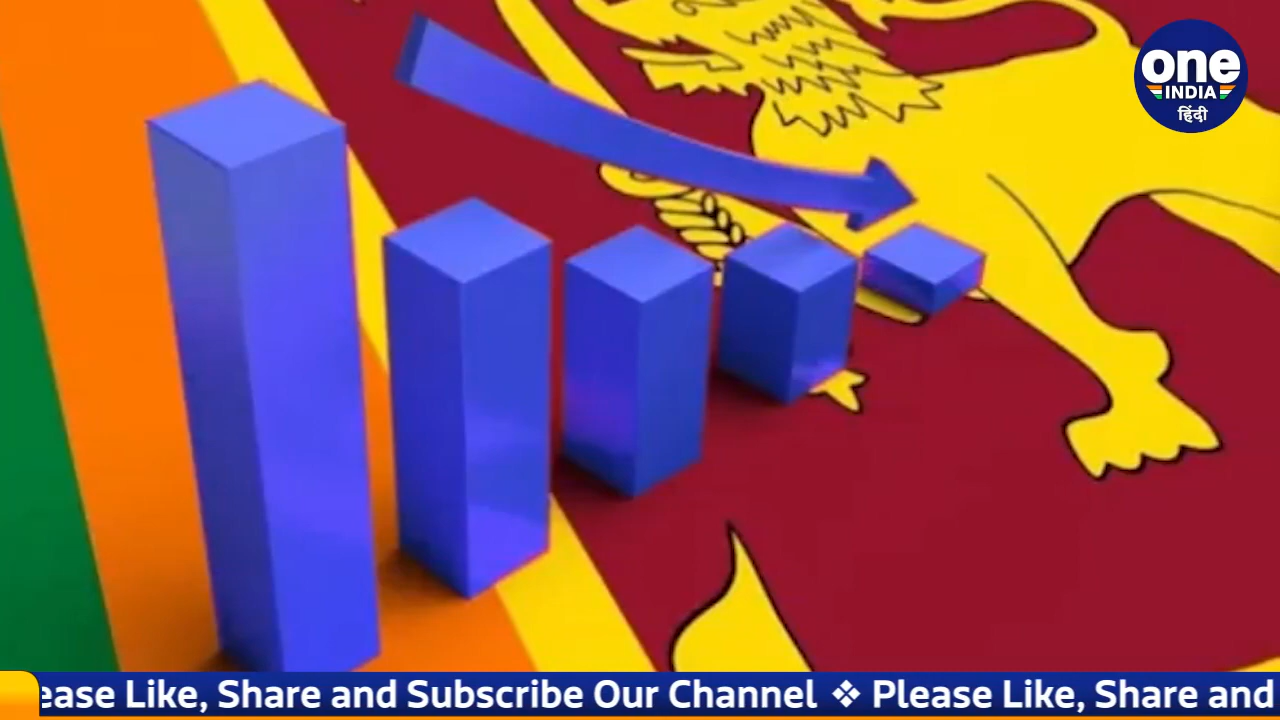 one
INDIA
हिंदी
ease Like, Share and Subscribe Our Channel ❖ Please Like, Share and